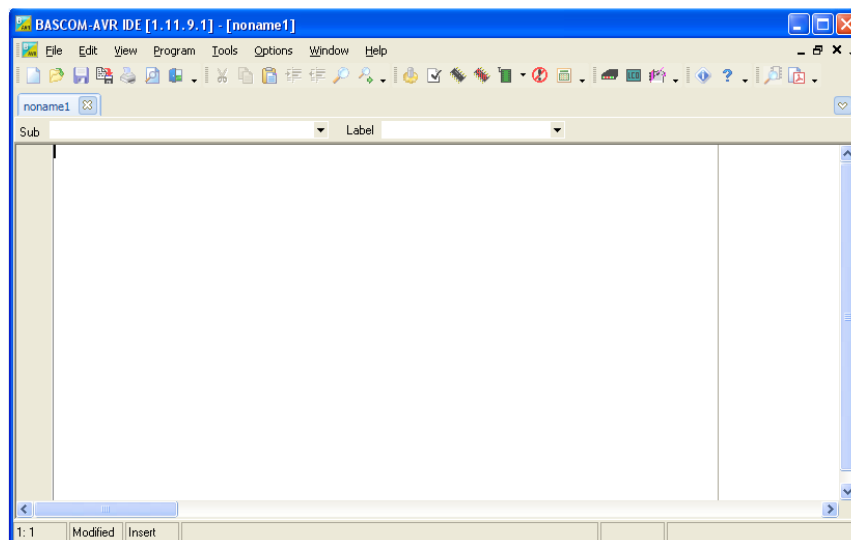 BASCOM-AVR IDE [1.11.9.1] - [noname1]
File Edit View Program Tools Options Window Help
noname1
Sub Label
1: 1 Modified Insert